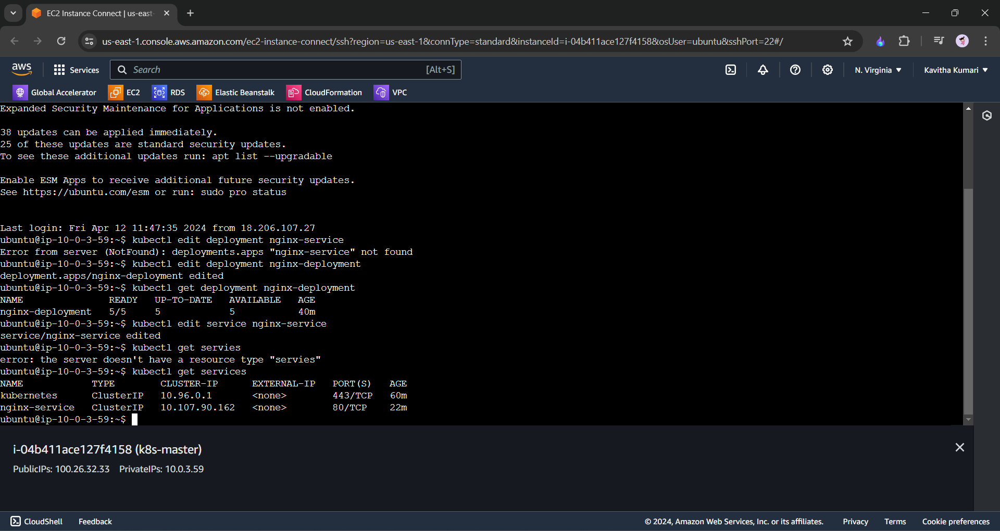 EC2 Instance Connect | us-east-
us-east-1.console.aws.amazon.com/ec2-instance-connect/ssh?region=us-east-1&connType=standard&instanceId=i-04b411ace127f4158&osUser=ubuntu&sshPort=22#/
aws Services Search [Alt+S] N. Virginia Kavitha Kumari
Global Accelerator EC2 RDS Elastic Beanstalk CloudFormation VPC
Expanded Security Maintenance for Applications is not enabled.
38 updates can be applied immediately.
25 of these updates are standard security updates.
To see these additional updates run: apt list --upgradable
Enable ESM Apps to receive additional future security updates.
See https://ubuntu.com/esm or run: sudo pro status
Last login: Fri Apr 12 11:47:35 2024 from 18.206.107.27
ubuntu@ip-10-0-3-59:~$ kubectl edit deployment nginx-service
Error from server (NotFound): deployments.apps "nginx-service" not found
ubuntu@ip-10-0-3-59:~$ kubectl edit deployment nginx-deployment
deployment.apps/nginx-deployment edited
ubuntu@ip-10-0-3-59:~$ kubectl get deployment nginx-deployment
NAME               READY   UP-TO-DATE   AVAILABLE   AGE
nginx-deployment   5/5     5            5           40m
ubuntu@ip-10-0-3-59:~$ kubectl edit service nginx-service
service/nginx-service edited
ubuntu@ip-10-0-3-59:~$ kubectl get servies
error: the server doesn't have a resource type "servies"
ubuntu@ip-10-0-3-59:~$ kubectl get services
NAME            TYPE        CLUSTER-IP      EXTERNAL-IP   PORT(S)   AGE
kubernetes      ClusterIP   10.96.0.1       <none>        443/TCP   60m
nginx-service   ClusterIP   10.107.90.162   <none>        80/TCP    22m
ubuntu@ip-10-0-3-59:~$
i-04b411ace127f4158 (k8s-master)
PublicIPs: 100.26.32.33 PrivateIPs: 10.0.3.59
CloudShell Feedback © 2024, Amazon Web Services, Inc. or its affiliates. Privacy Terms Cookie preferences